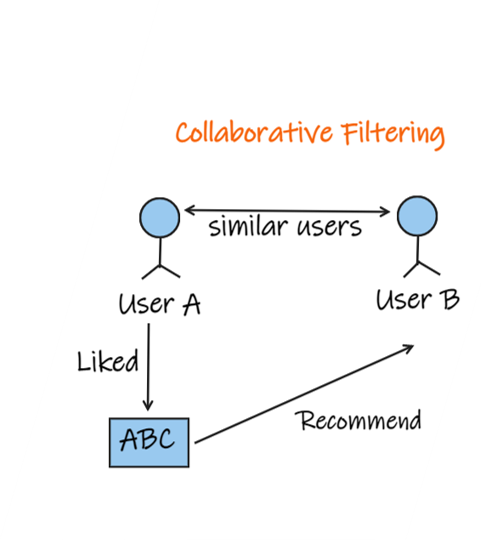 Collaborative Filtering
similar users
User A
User B
Liked
ABC
Recommend